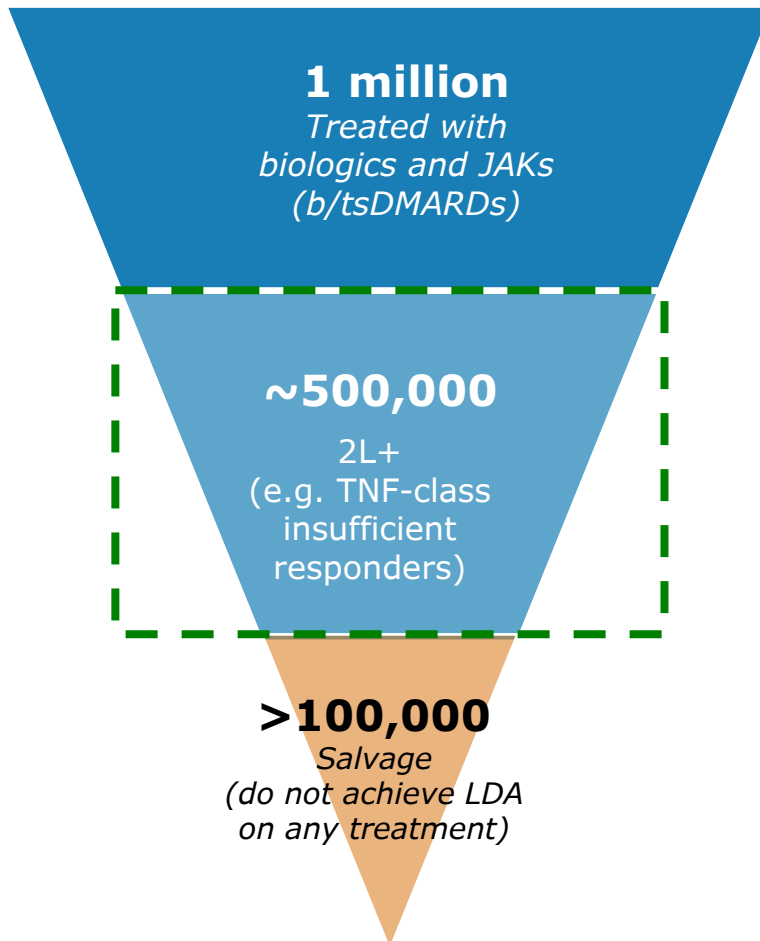 1 million
Treated with
biologics and JAKs
(b/tsDMARDs)
~500,000
2L+
(e.g. TNF-class
insufficient
responders)
>100,000
Salvage
(do not achieve LDA
on any treatment)